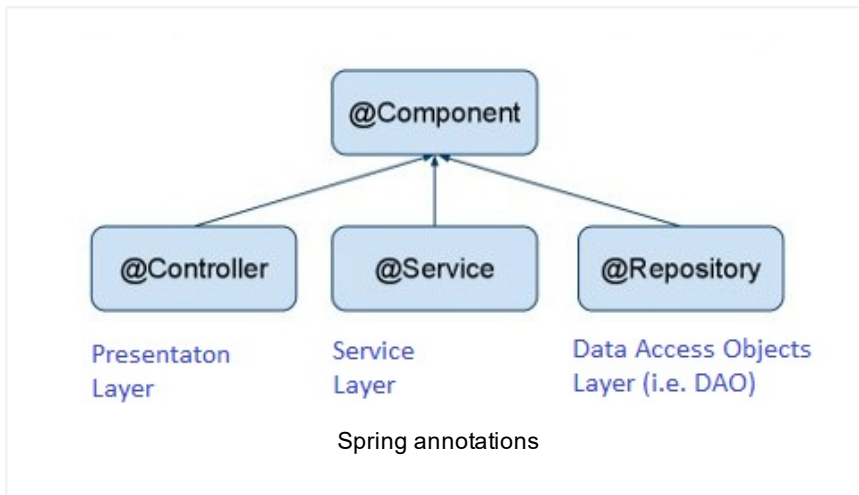 @Component
@Controller
@Service
@Repository
Presentaton
Layer
Service
Layer
Data Access Objects
Layer (i.e. DAO)
Spring annotations